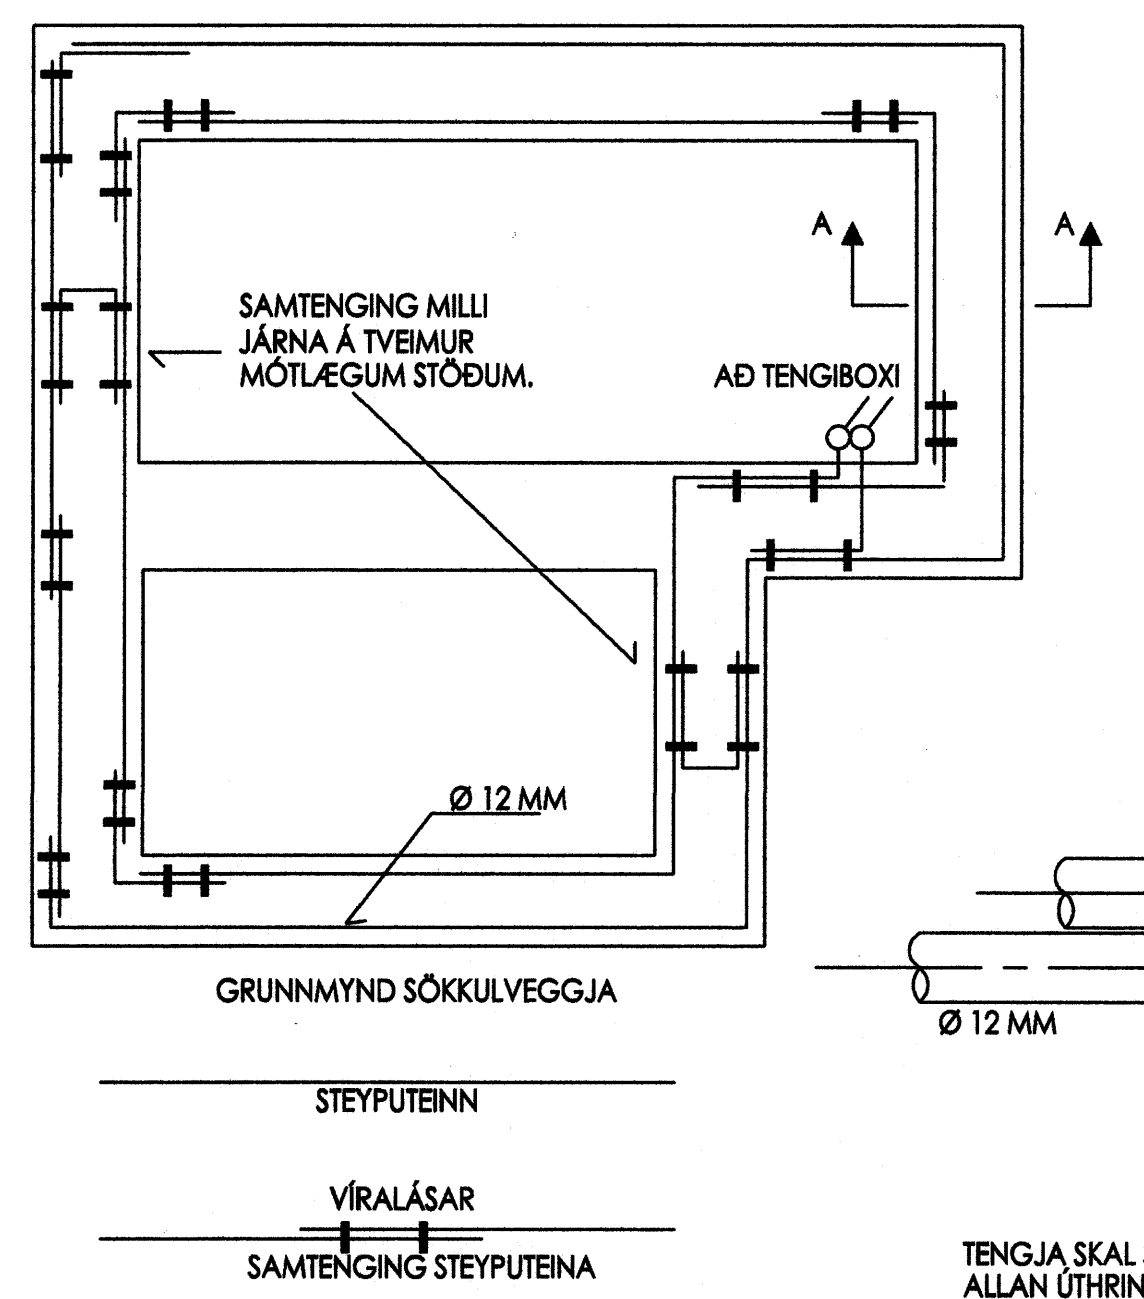 A
A
SAMTENGING MILLI
JÁRNA Á TVEIMUR
MÓTLÆGUM STÖÐUM.
AÐ TENGIBOXI
Ø 12 MM
GRUNNMYND SÖKKULVEGGJA
Ø 12 MM
STEYPUTEINN
VÍRALÁSAR
SAMTENGING STEYPUTEINA
TENGJA SKAL
ALLAN ÚTHRIN